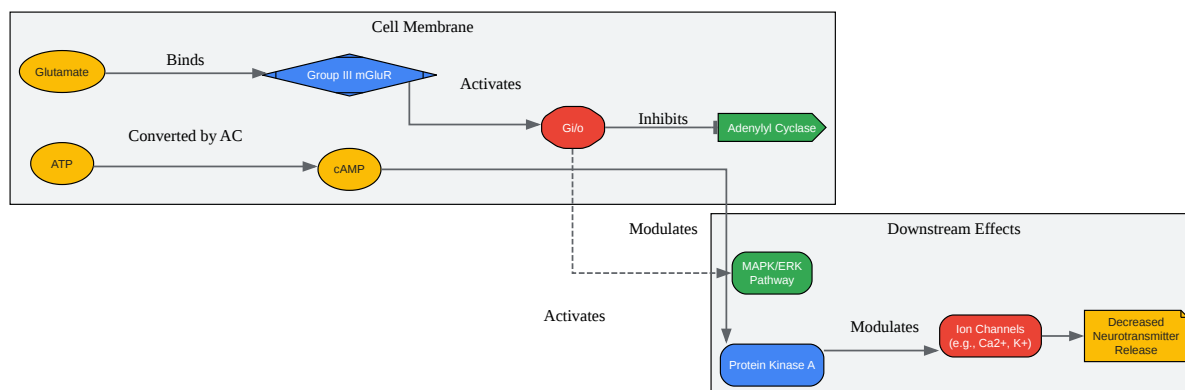 Cell Membrane
Glutamate
Binds
Group III mGluR
Activates
Gi/o
Inhibits
Adenylyl Cyclase
Converted by AC
ATP
cAMP
Modulates
Downstream Effects
MAPK/ERK
Pathway
Activates
Protein Kinase A
Modulates
Ion Channels
(e.g., Ca2+, K+)
Decreased
Neurotransmitter
Release